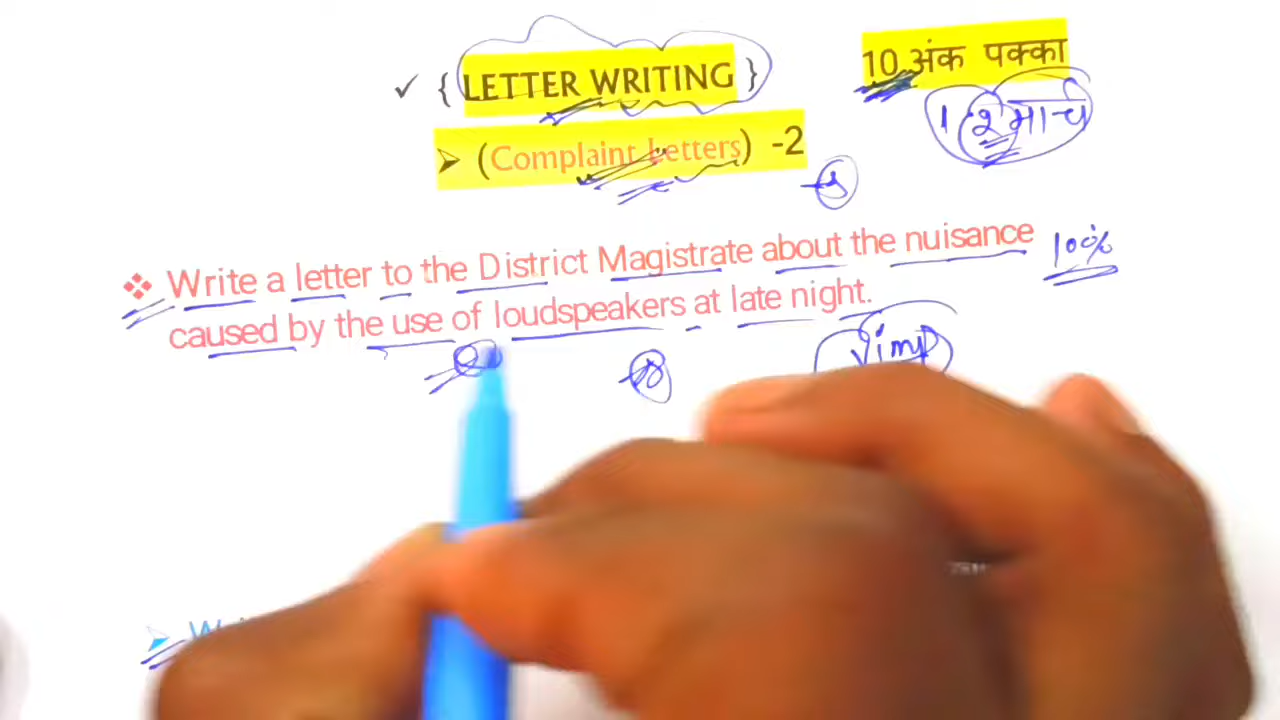 ✓ { LETTER WRITING }
10 अंक पक्का
➤ (Complaint Letters) -2
❖ Write a letter to the District Magistrate about the nuisance
100%
caused by the use of loudspeakers at late night.
Vimp